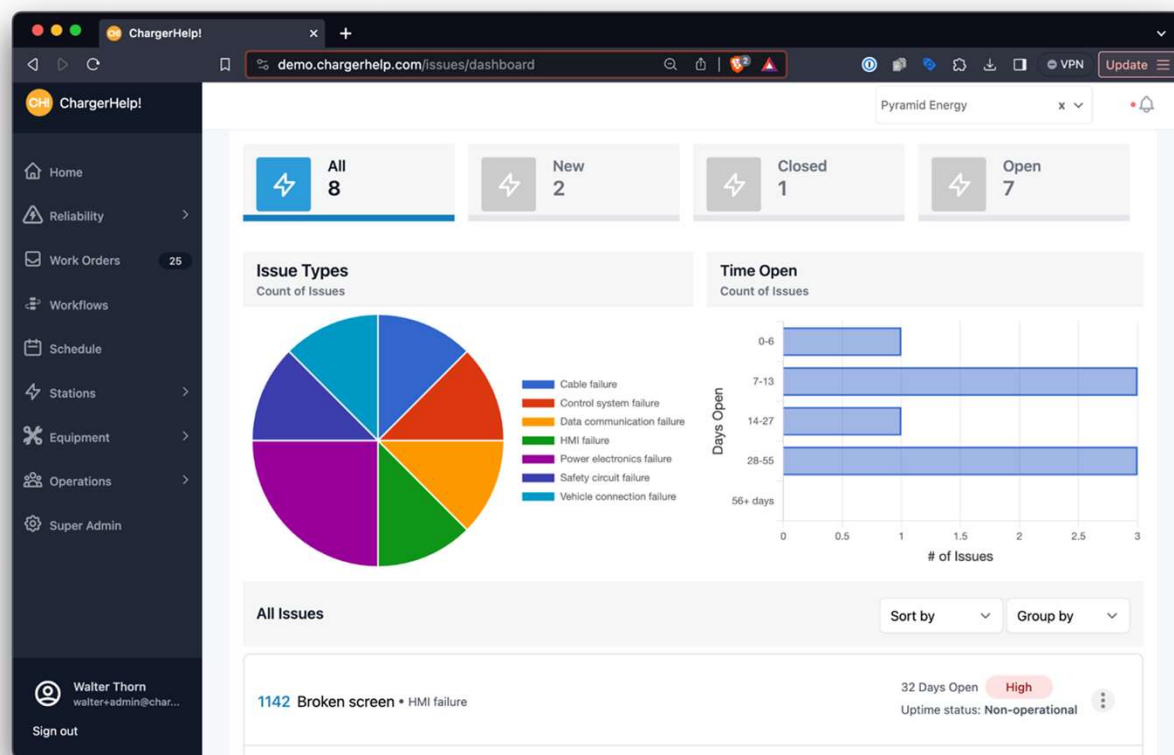 CH! ChargerHelp!
demo.chargerhelp.com/issues/dashboard
2
VPN
Update
CH! ChargerHelp!
Pyramid Energy x
Home
Reliability
Work Orders 25
Workflows
Schedule
Stations
Equipment
Operations
Super Admin
Walter Thorn
walter+admin@char...
Sign out
All
8
New
2
Closed
1
Open
7
Issue Types
Count of Issues
Cable failure
Control system failure
Data communication failure
HMI failure
Power electronics failure
Safety circuit failure
Vehicle connection failure
Time Open
Count of Issues
Days Open
0-6
7-13
14-27
28-55
56+ days
0 0.5 1 1.5 2 2.5 3
# of Issues
All Issues
Sort by
Group by
1142 Broken screen • HMI failure
32 Days Open High
Uptime status: Non-operational